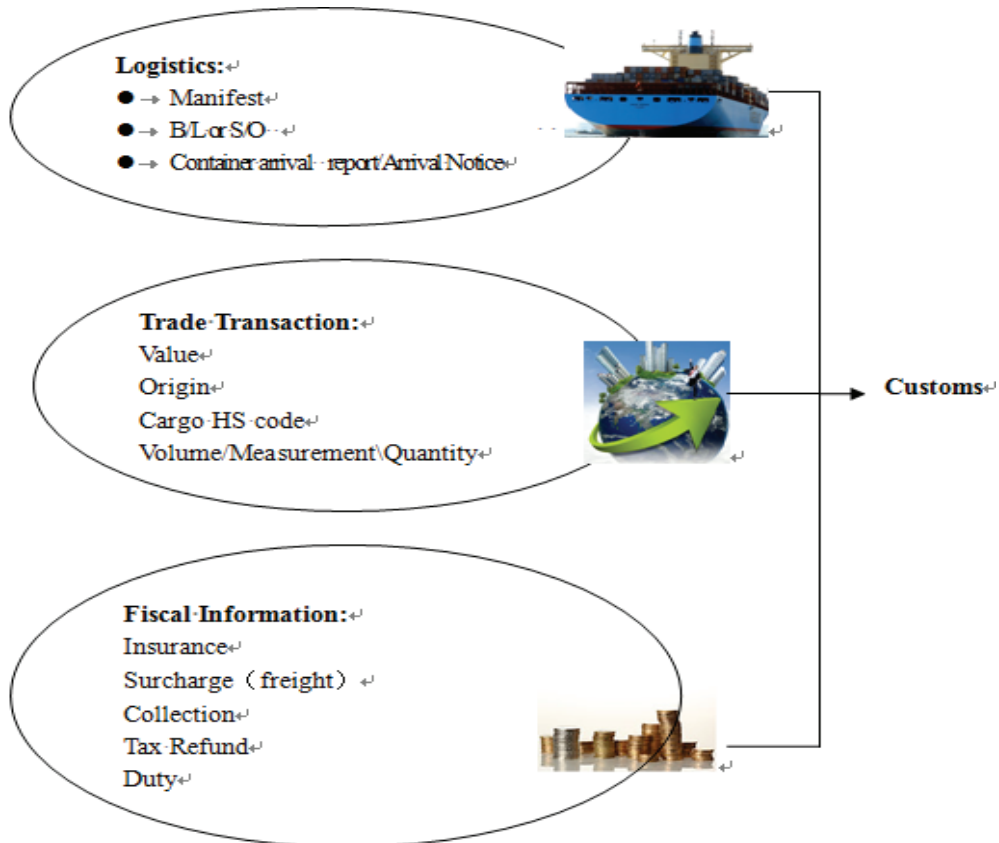 Logistics:
● → Manifest
● → B/L or S/O
● → Container arrival report/Arrival Notice
Trade Transaction:
Value
Origin
Cargo HS code
Volume/Measurement\Quantity
Customs
Fiscal Information:
Insurance
Surcharge（freight）
Collection
Tax Refund
Duty